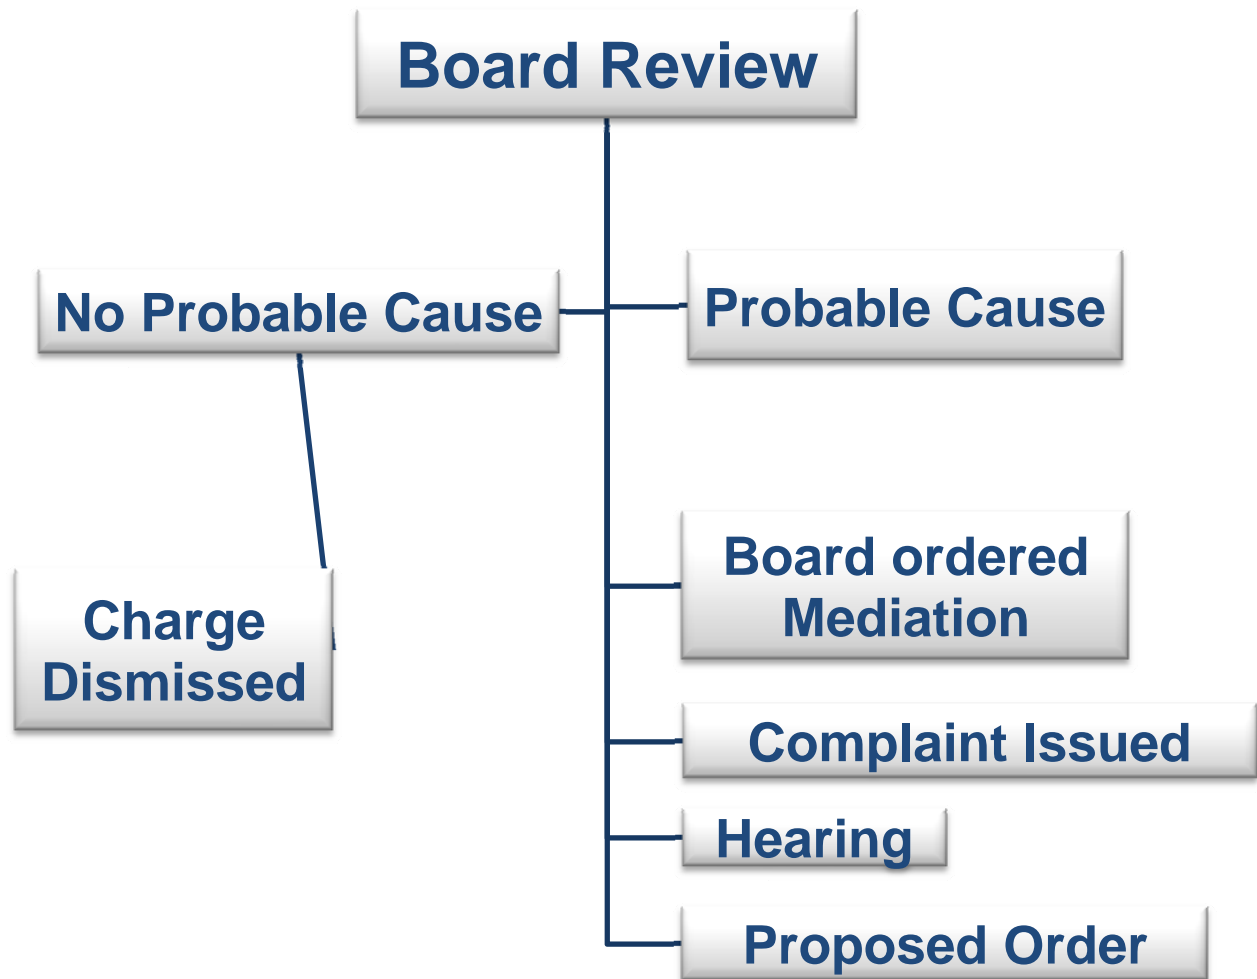 Board Review
No Probable Cause
Probable Cause
Charge
Dismissed
Board ordered
Mediation
Complaint Issued
Hearing
Proposed Order